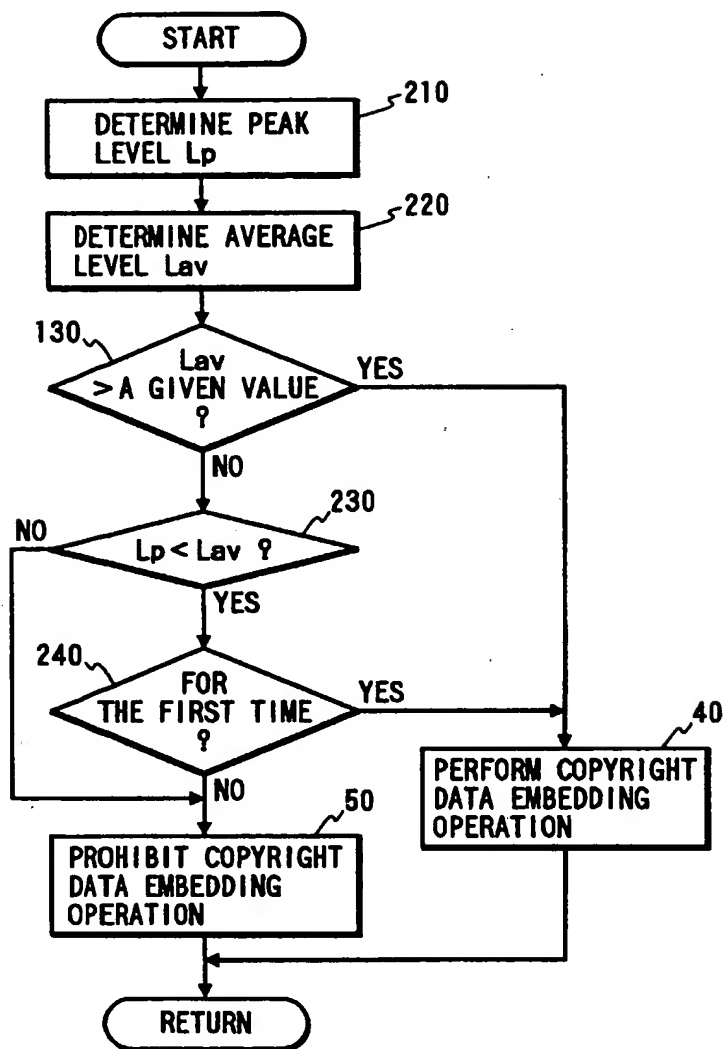 START
210
DETERMINE PEAK
LEVEL Lp
220
DETERMINE AVERAGE
LEVEL Lav
130
Lav
> A GIVEN VALUE
?
YES
NO
230
NO
Lp < Lav ?
YES
240
FOR
THE FIRST TIME
?
YES
NO
40
PERFORM COPYRIGHT
DATA EMBEDDING
OPERATION
50
PROHIBIT COPYRIGHT
DATA EMBEDDING
OPERATION
RETURN